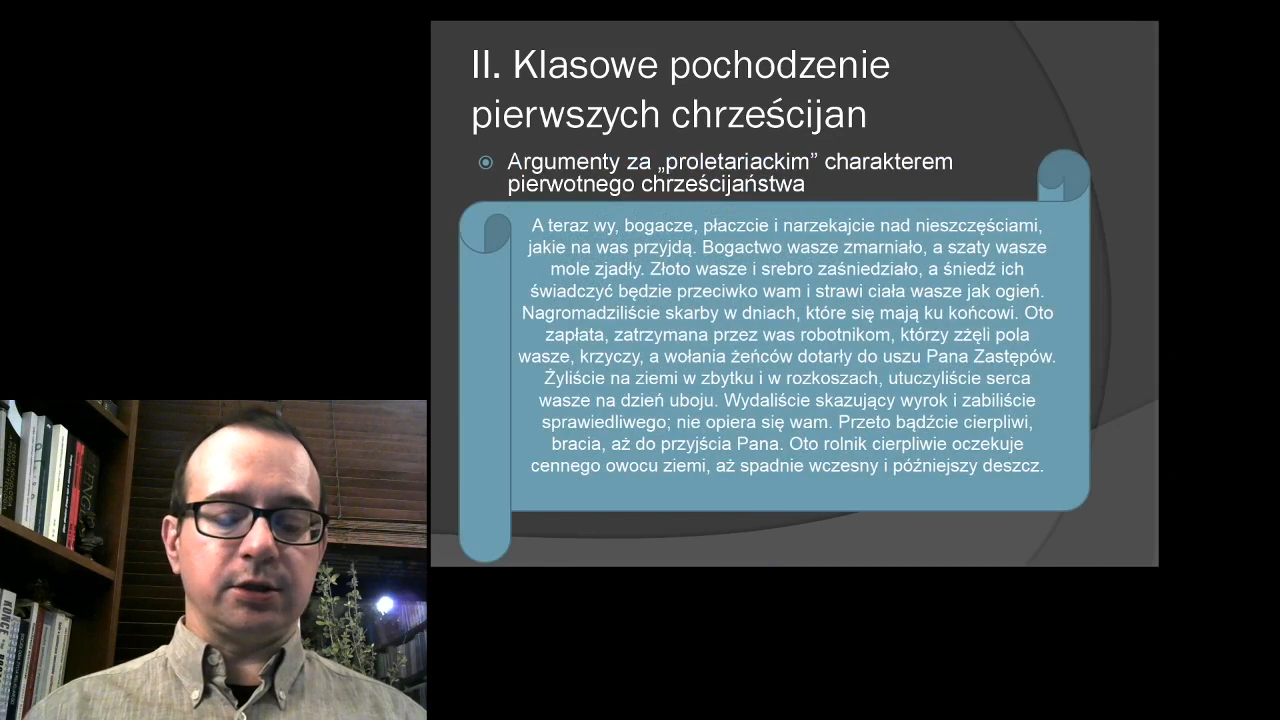 II. Klasowe pochodzenie
pierwszych chrześcijan
Argumenty za „proletariackim” charakterem
pierwotnego chrześcijaństwa
A teraz wy, bogacze, płaczcie i narzekajcie nad nieszczęściami,
jakie na was przyjdą. Bogactwo wasze zmarniało, a szaty wasze
mole zjadły. Złoto wasze i srebro zaśniedziało, a śniedź ich
świadczyć będzie przeciwko wam i strawi ciała wasze jak ogień.
Nagromadziliście skarby w dniach, które się mają ku końcowi. Oto
zapłata, zatrzymana przez was robotnikom, którzy zżęli pola
wasze, krzyczy, a wołania żeńców dotarły do uszu Pana Zastępów.
Żyliście na ziemi w zbytku i w rozkoszach, utuczyliście serca
wasze na dzień uboju. Wydaliście skazujący wyrok i zabiliście
sprawiedliwego; nie opiera się wam. Przeto bądźcie cierpliwi,
bracia, aż do przyjścia Pana. Oto rolnik cierpliwie oczekuje
cennego owocu ziemi, aż spadnie wczesny i późniejszy deszcz.